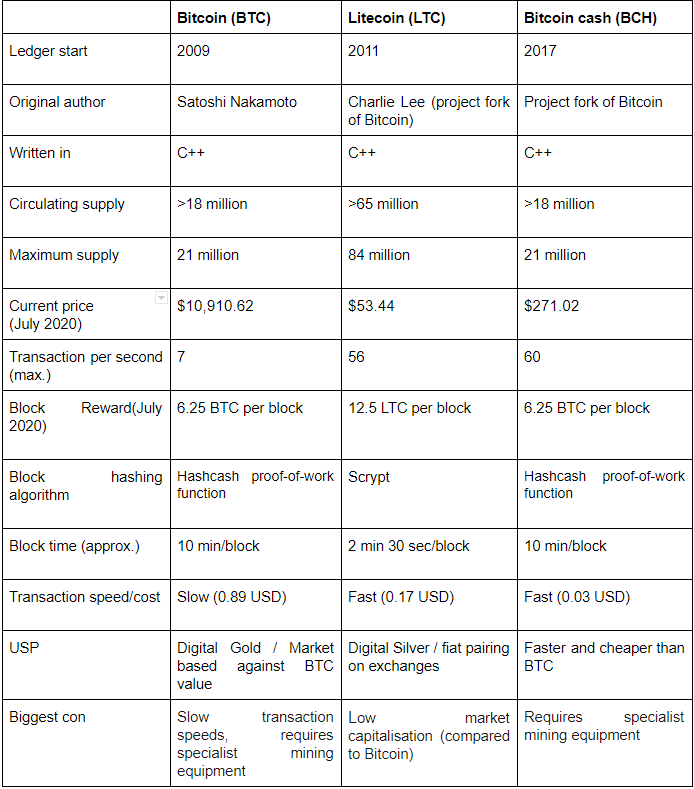 Bitcoin (BTC) Litecoin (LTC) Bitcoin cash (BCH)
Ledger start 2009 2011 2017
Original author Satoshi Nakamoto Charlie Lee (project fork Project fork of Bitcoin
of Bitcoin)
Written in C++ C++ C++
Circulating supply >18 million >65 million >18 million
Maximum supply 21 million 84 million 21 million
Current price $10,910.62 $53.44 $271.02
(July 2020)
Transaction per second 7 56 60
(max.)
Block Reward(July 6.25 BTC per block 12.5 LTC per block 6.25 BTC per block
2020)
Block hashing Hashcash proof-of-work Scrypt Hashcash proof-of-work
algorithm function function
Block time (approx.) 10 min/block 2 min 30 sec/block 10 min/block
Transaction speed/cost Slow (0.89 USD) Fast (0.17 USD) Fast (0.03 USD)
USP Digital Gold / Market Digital Silver / fiat pairing Faster and cheaper than
based against BTC on exchanges BTC
value
Biggest con Slow transaction Low market Requires specialist
speeds, requires capitalisation (compared mining equipment
specialist mining to Bitcoin)
equipment